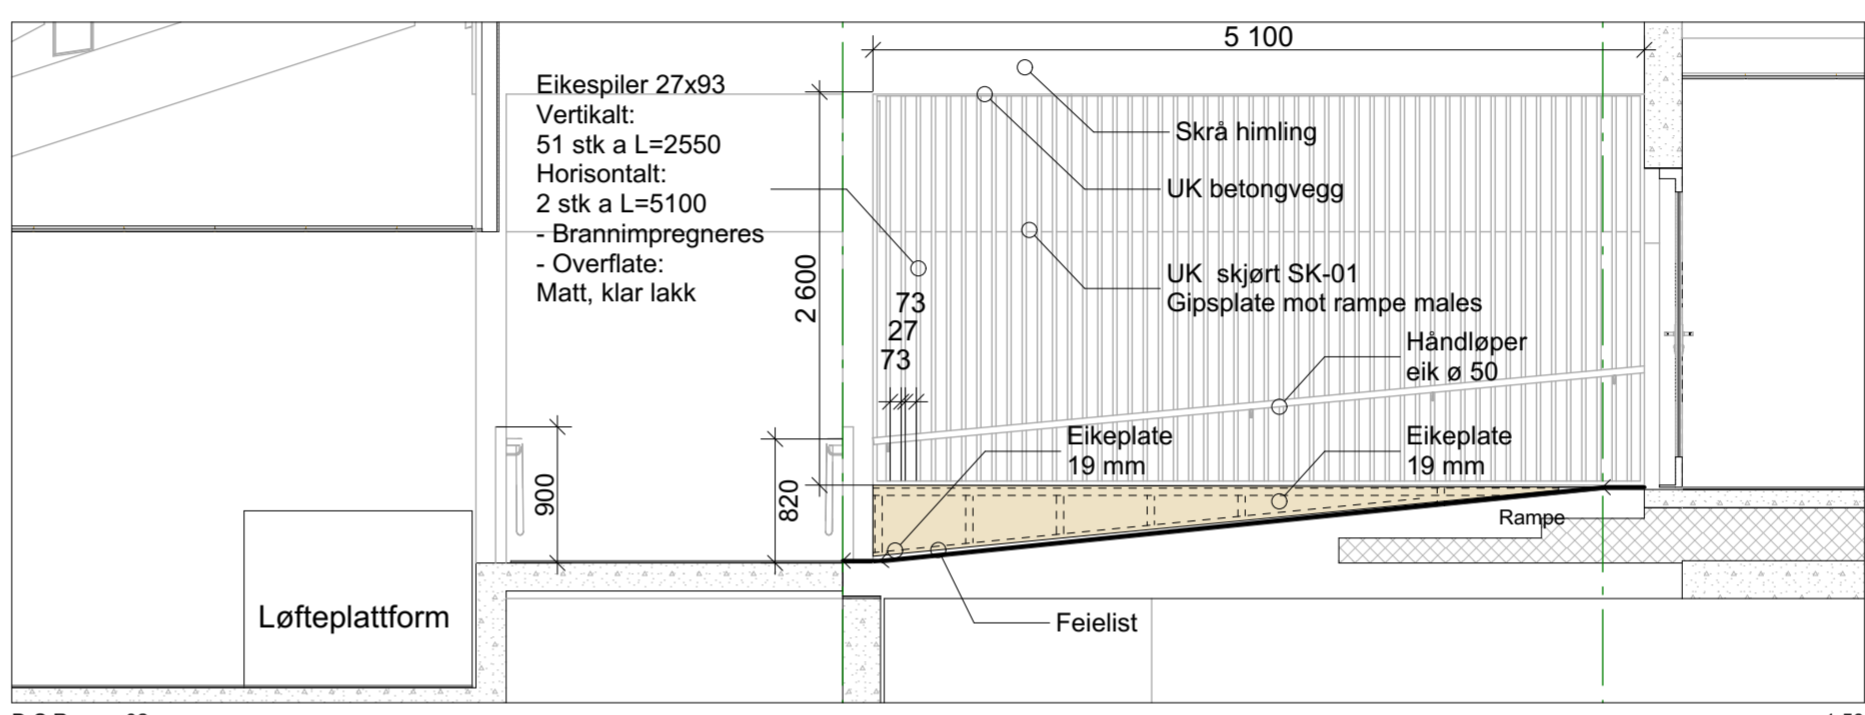 5 100
Eikespiler 27x93
Vertikalt:
51 stk a L=2550
Horisontalt:
2 stk a L=5100
- Brannimpregneres
- Overflate:
Matt, klar lakk
Skrå himling
UK betongvegg
UK skjørt SK-01
Gipsplate mot rampe males
2 600
73
27
73
Håndløper
eik ø 50
Eikeplate
19 mm
Eikeplate
19 mm
900
820
Rampe
Løfteplattform
Feielist